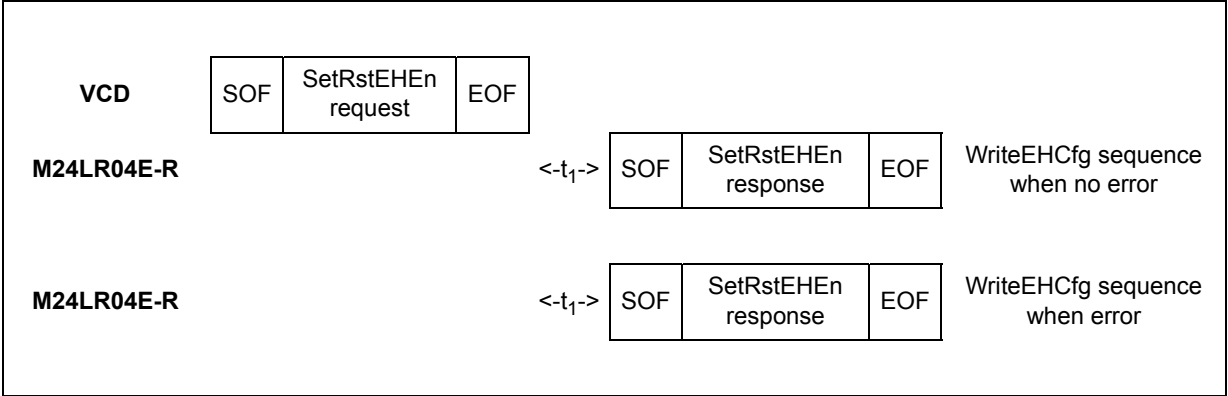 VCD SOF SetRstEHEn request EOF
M24LR04E-R <-t1-> SOF SetRstEHEn response EOF WriteEHCfg sequence when no error
M24LR04E-R <-t1-> SOF SetRstEHEn response EOF WriteEHCfg sequence when error